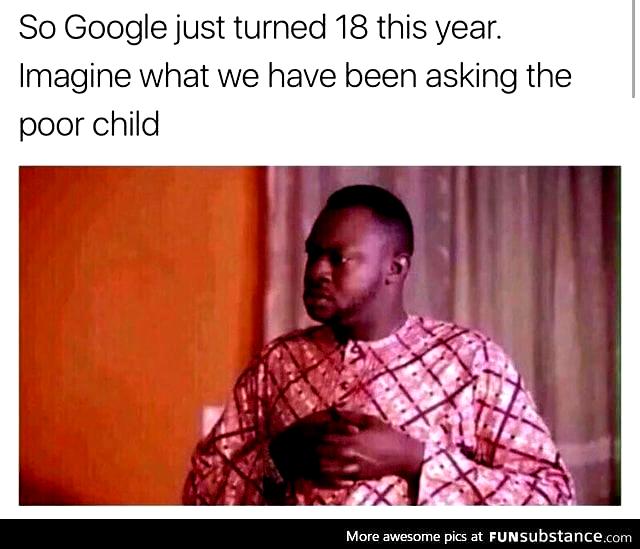 So Google just turned 18 this year.
Imagine what we have been asking the
poor child
More awesome pics at FUNsubstance.com